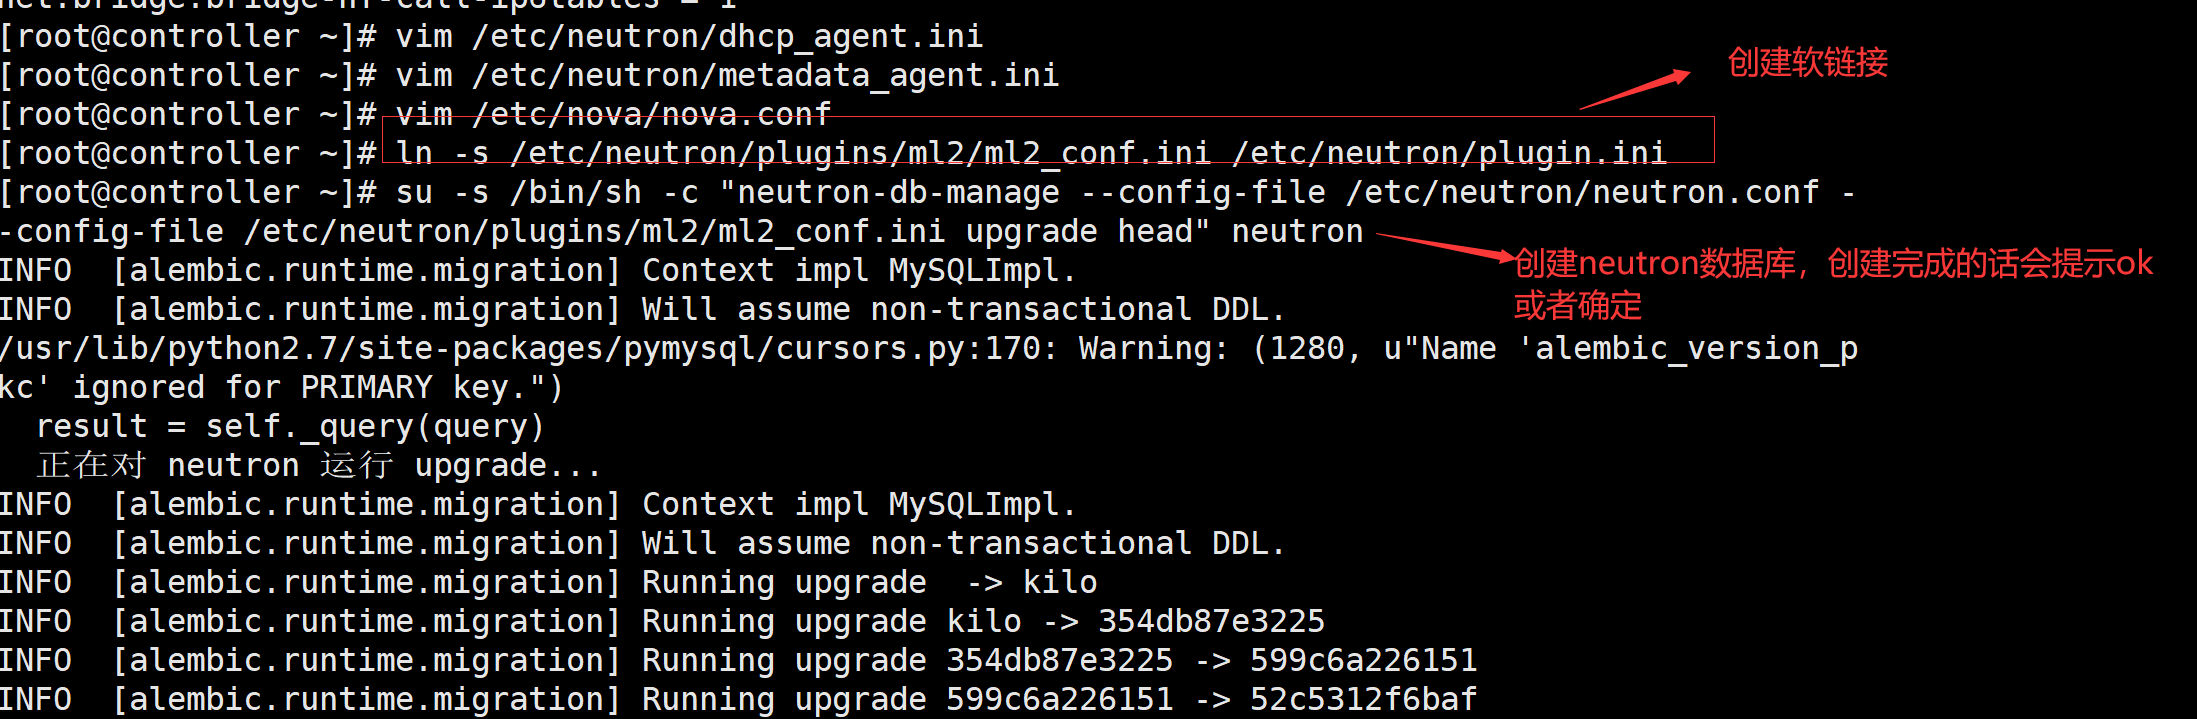 net.bridge.bridge-nf-call-ip6tables = 1
[root@controller ~]# vim /etc/neutron/dhcp_agent.ini
创建软链接
[root@controller ~]# vim /etc/neutron/metadata_agent.ini
[root@controller ~]# vim /etc/nova/nova.conf
[root@controller ~]# ln -s /etc/neutron/plugins/ml2/ml2_conf.ini /etc/neutron/plugin.ini
[root@controller ~]# su -s /bin/sh -c "neutron-db-manage --config-file /etc/neutron/neutron.conf -
-config-file /etc/neutron/plugins/ml2/ml2_conf.ini upgrade head" neutron
创建neutron数据库，创建完成的话会提示ok
或者确定
INFO  [alembic.runtime.migration] Context impl MySQLImpl.
INFO  [alembic.runtime.migration] Will assume non-transactional DDL.
/usr/lib/python2.7/site-packages/pymysql/cursors.py:170: Warning: (1280, u"Name 'alembic_version_p
kc' ignored for PRIMARY key.")
  result = self._query(query)
  正在对 neutron 运行 upgrade...
INFO  [alembic.runtime.migration] Context impl MySQLImpl.
INFO  [alembic.runtime.migration] Will assume non-transactional DDL.
INFO  [alembic.runtime.migration] Running upgrade  -> kilo
INFO  [alembic.runtime.migration] Running upgrade kilo -> 354db87e3225
INFO  [alembic.runtime.migration] Running upgrade 354db87e3225 -> 599c6a226151
INFO  [alembic.runtime.migration] Running upgrade 599c6a226151 -> 52c5312f6baf